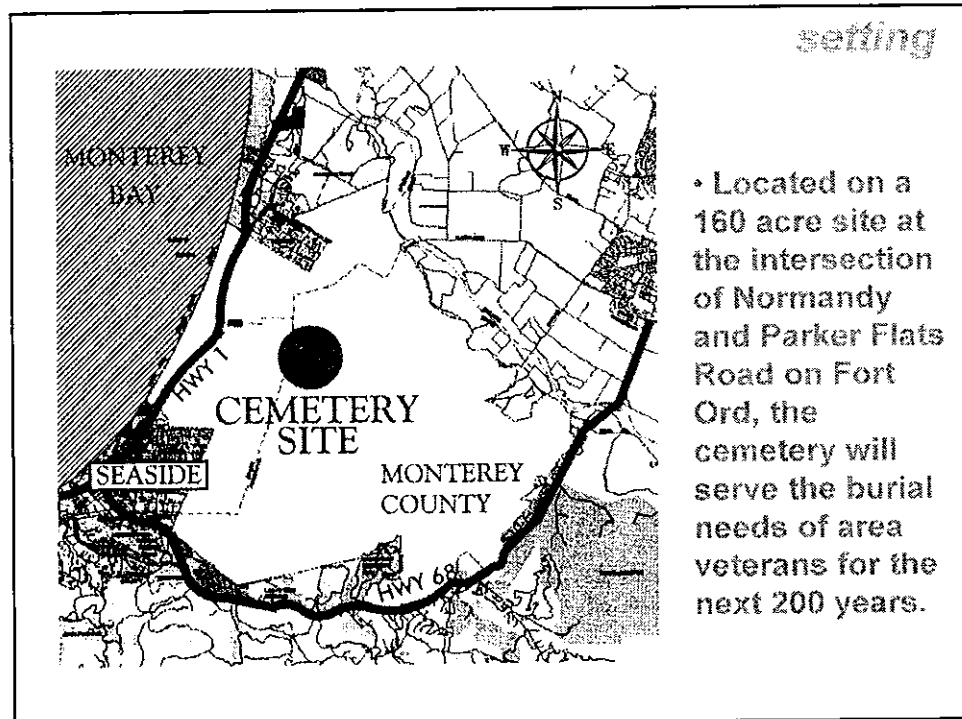 setting
MONTEREY
BAY
N
W
E
S
HWY 1
CEMETERY
SITE
SEASIDE
MONTEREY
COUNTY
HWY 68
• Located on a
160 acre site at
the intersection
of Normandy
and Parker Flats
Road on Fort
Ord, the
cemetery will
serve the burial
needs of area
veterans for the
next 200 years.